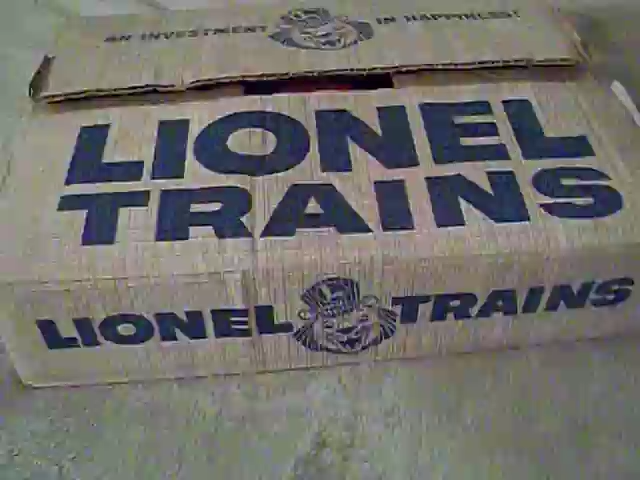 AN INVESTMENT IN HAPPINESS!
LIONEL
TRAINS
LIONEL TRAINS